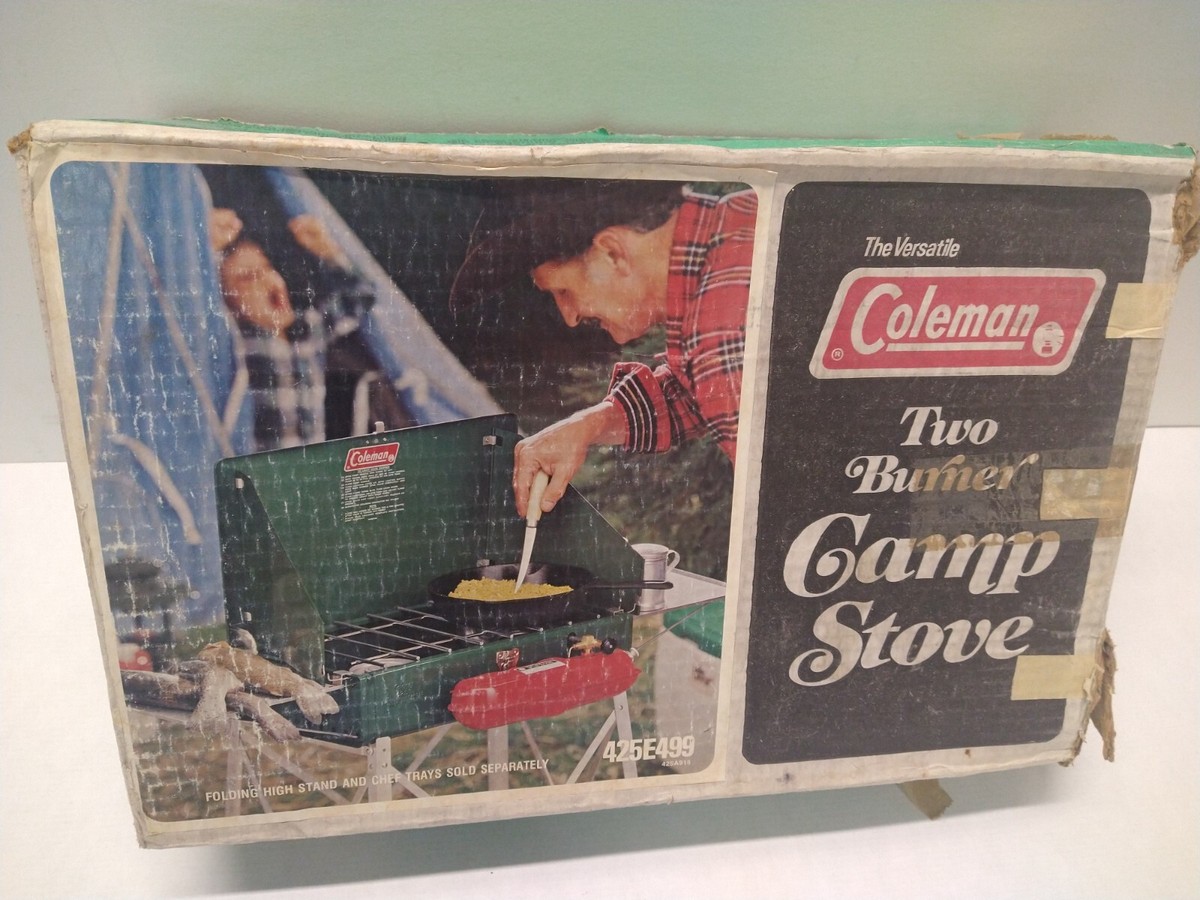 The Versatile
Coleman
®
Two
Burner
Camp
Stove
Coleman
425E499
FOLDING HIGH STAND AND CHEF TRAYS SOLD SEPARATELY